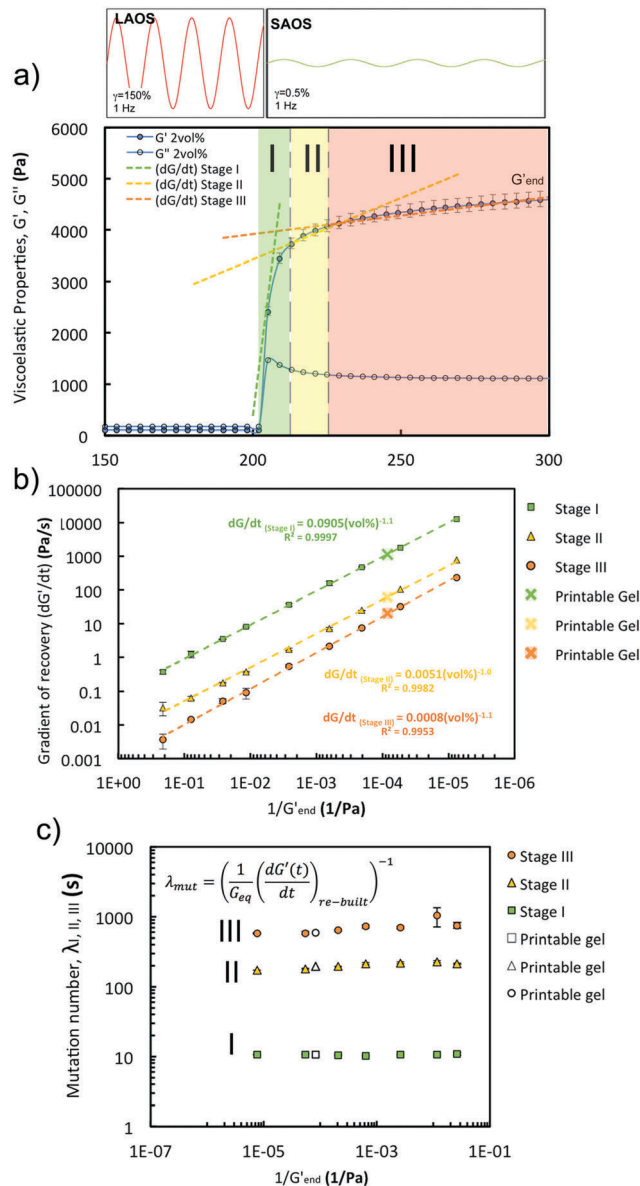 LAOS
γ=150%
1 Hz
SAOS
γ=0.5%
1 Hz
a)
Viscoelastic Properties, G', G'' (Pa)
6000
5000
4000
3000
2000
1000
0
G' 2vol%
G'' 2vol%
(dG/dt) Stage I
(dG/dt) Stage II
(dG/dt) Stage III
I
II
III
G'end
150
200
250
300
b)
Gradient of recovery (dG'/dt) (Pa/s)
100000
10000
1000
100
10
1
0.1
0.01
0.001
dG/dt (Stage I) = 0.0905(vol%)-1.1
R² = 0.9997
dG/dt (Stage II) = 0.0051(vol%)-1.0
R² = 0.9982
dG/dt (Stage III) = 0.0008(vol%)-1.1
R² = 0.9953
Stage I
Stage II
Stage III
Printable Gel
Printable Gel
Printable Gel
1E+00
1E-01
1E-02
1E-03
1E-04
1E-05
1E-06
1/G'end (1/Pa)
c)
Mutation number, λI, II, III (s)
10000
1000
100
10
1
λmut = (1/Geq (dG'(t)/dt)re-built)-1
III
II
I
Stage III
Stage II
Stage I
Printable gel
Printable gel
Printable gel
1E-07
1E-05
1E-03
1E-01
1/G'end (1/Pa)